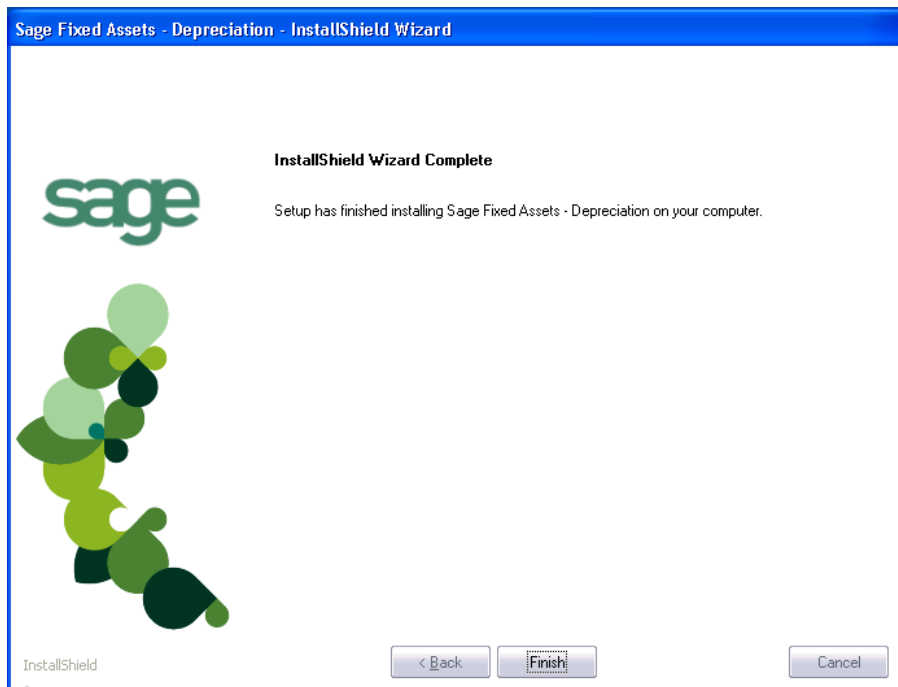 Sage Fixed Assets - Depreciation - InstallShield Wizard
InstallShield Wizard Complete
sage
Setup has finished installing Sage Fixed Assets - Depreciation on your computer.
InstallShield
< Back
Finish
Cancel